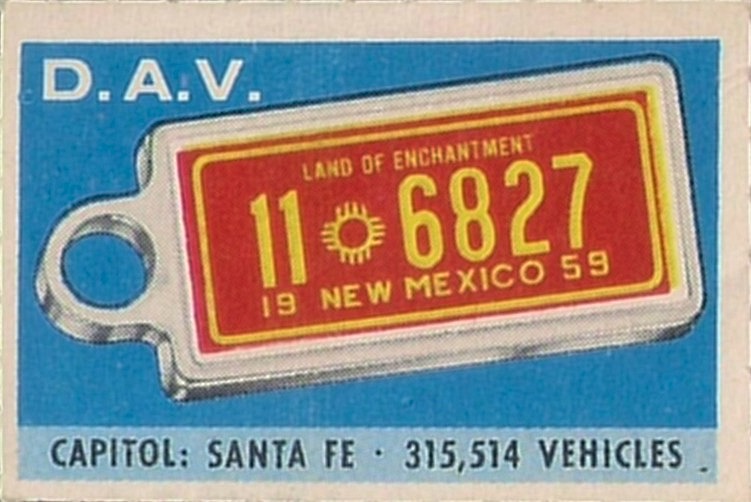 D.A.V.
LAND OF ENCHANTMENT
11 6827
19 NEW MEXICO 59
CAPITOL: SANTA FE · 315,514 VEHICLES